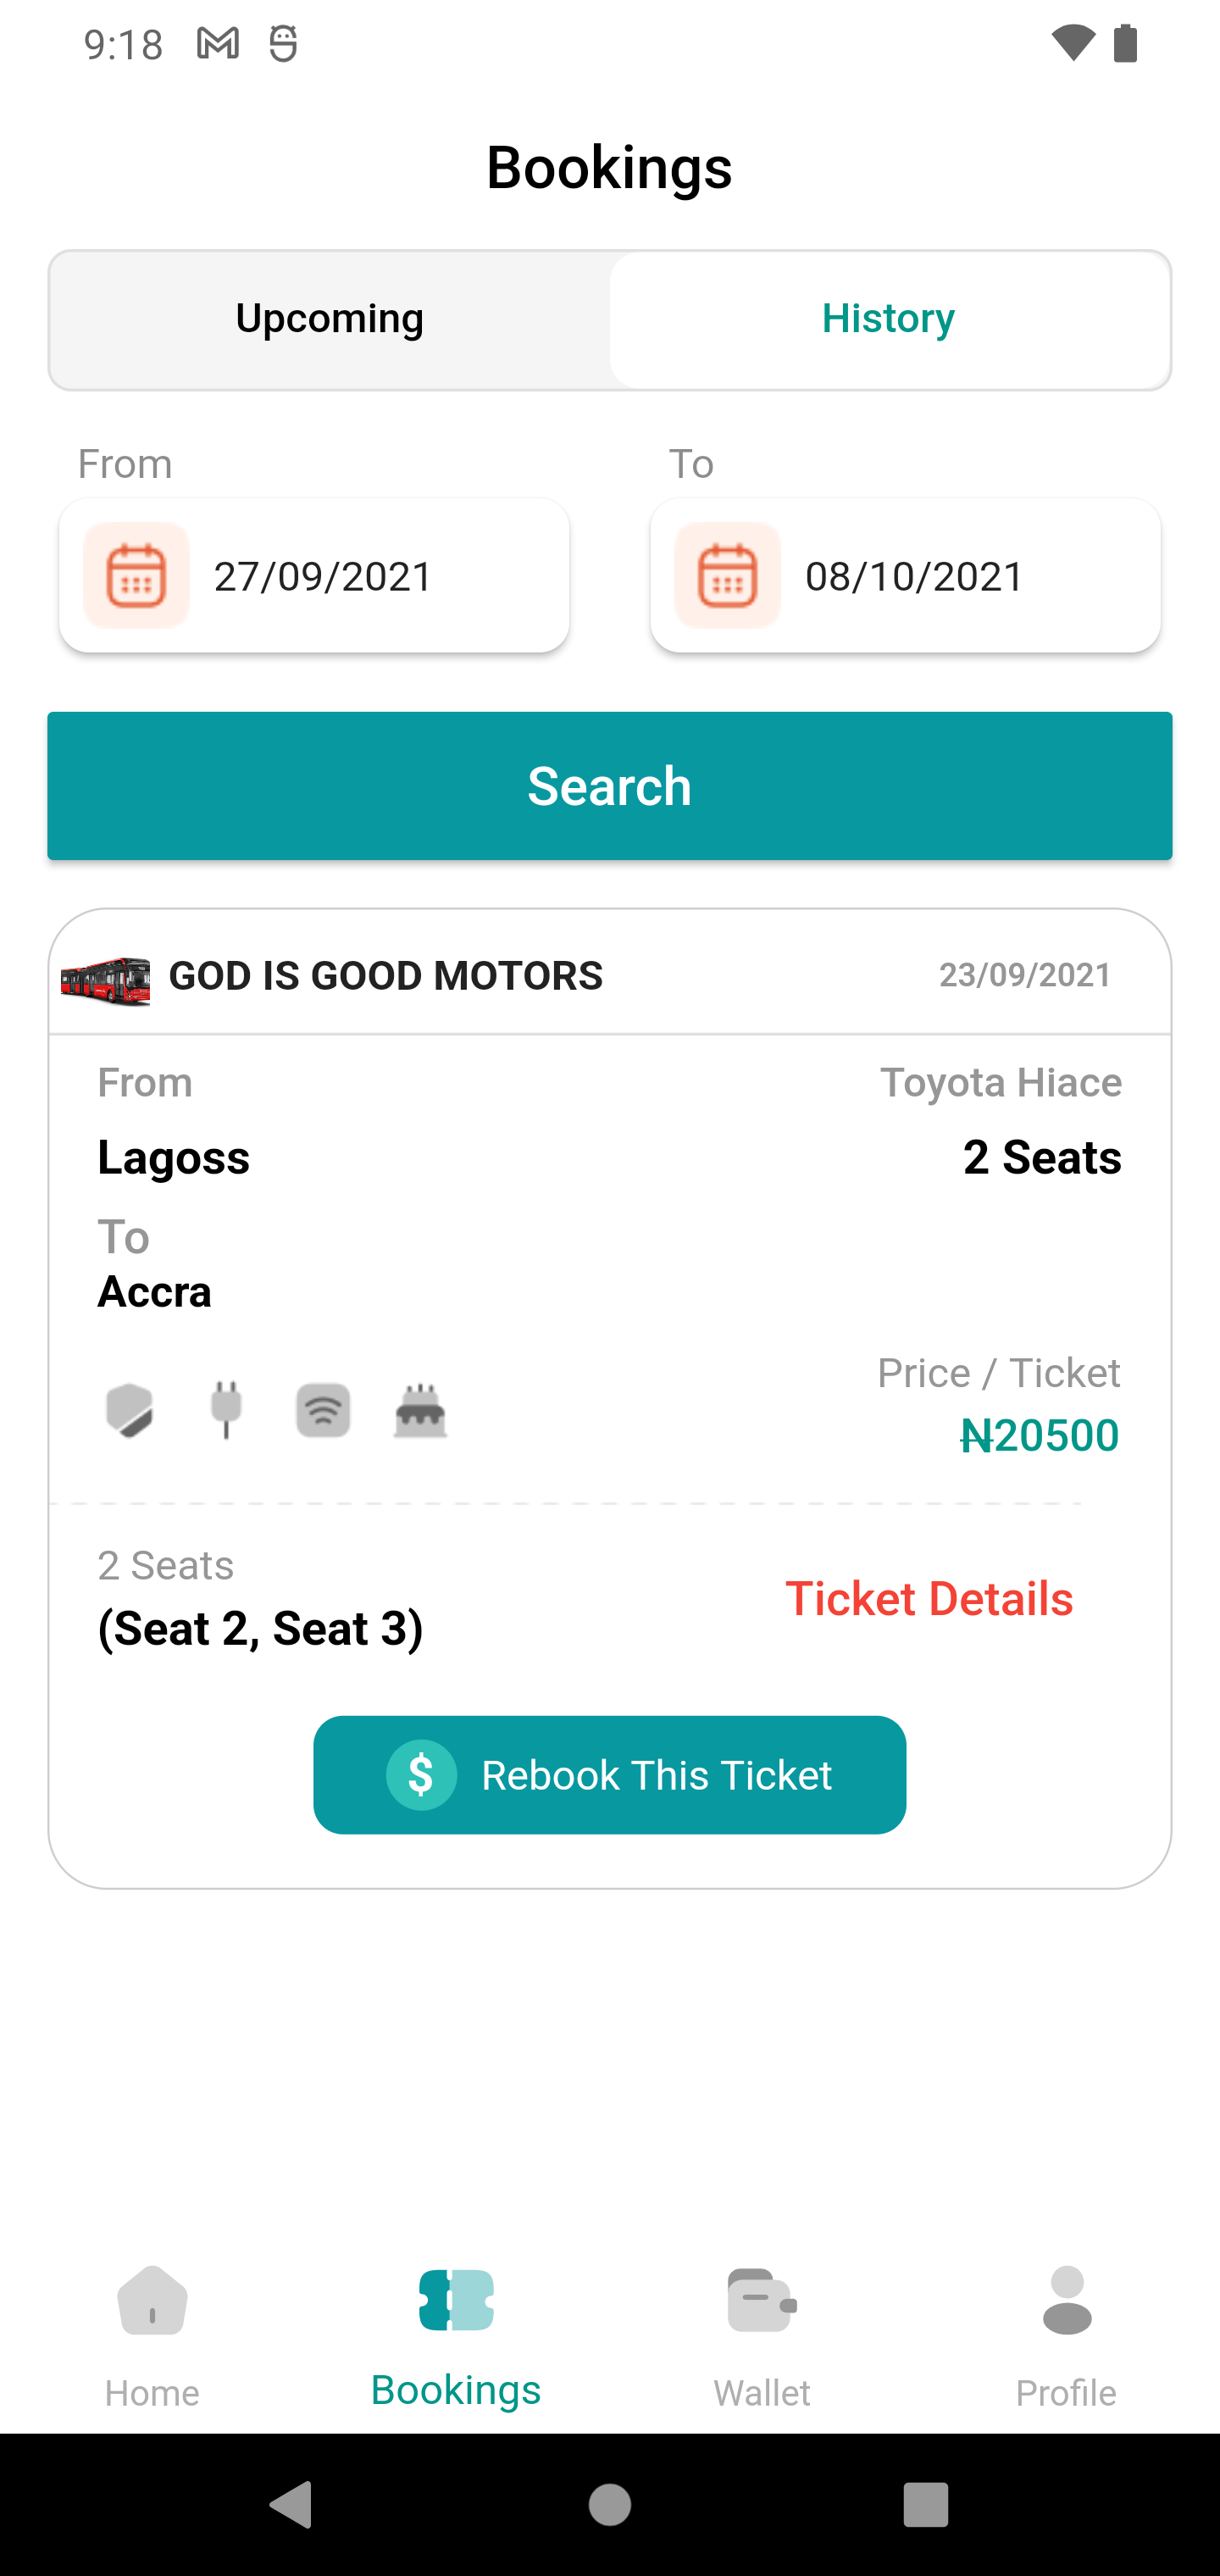 9:18
Bookings
Upcoming History
From To
27/09/2021 08/10/2021
Search
GOD IS GOOD MOTORS 23/09/2021
From Toyota Hiace
Lagoss 2 Seats
To
Accra
Price / Ticket
₦20500
2 Seats
(Seat 2, Seat 3)
Ticket Details
$ Rebook This Ticket
Home Bookings Wallet Profile